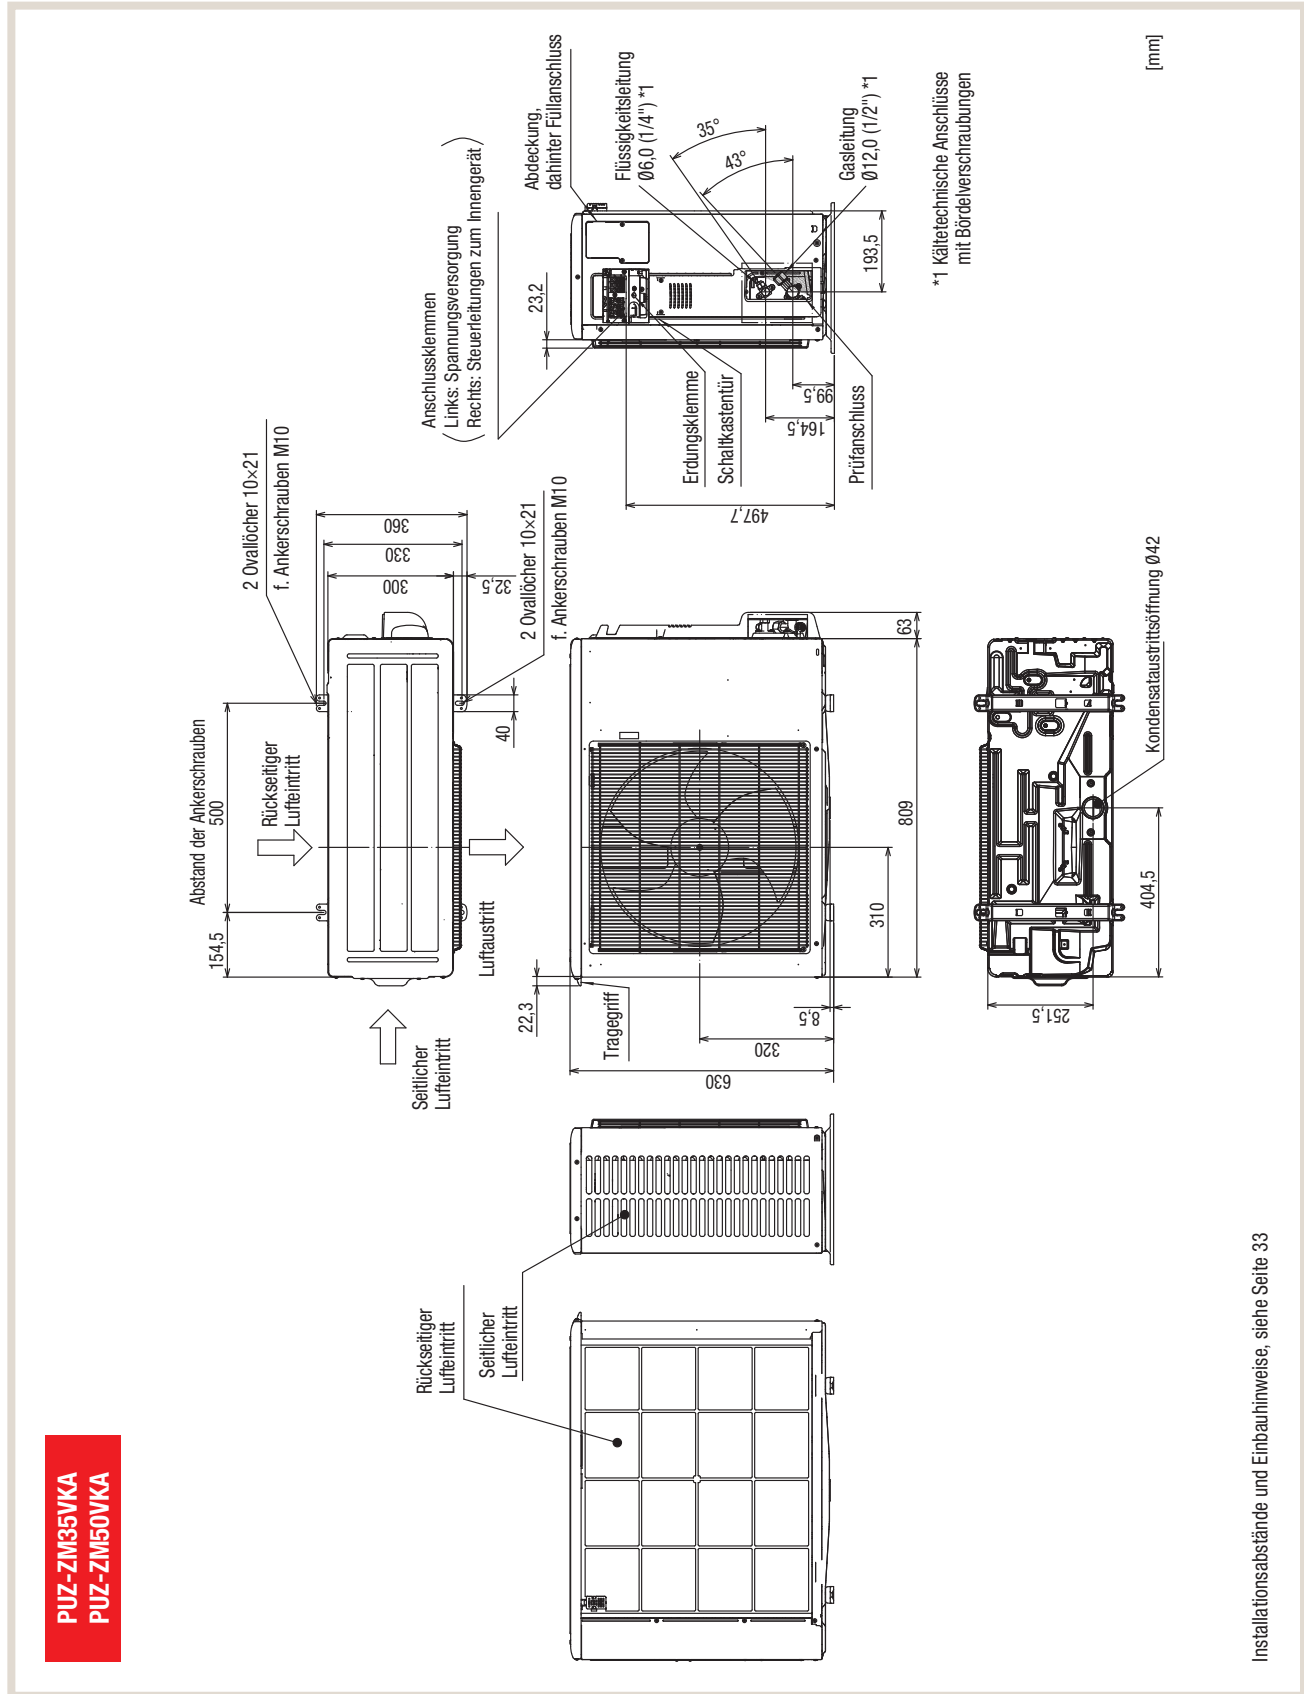 PUZ-ZM35VKA
PUZ-ZM50VKA
Rückseitiger
Lufteintritt
Seitlicher
Lufteintritt
Seitlicher
Lufteintritt
154,5
Abstand der Ankerschrauben
500
Rückseitiger
Lufteintritt
Luftaustritt
2 Ovallöcher 10×21
f. Ankerschrauben M10
360
330
300
32,5
2 Ovallöcher 10×21
f. Ankerschrauben M10
40
22,3
Tragegriff
630
320
8,5
310
809
63
Anschlussklemmen
Links: Spannungsversorgung
Rechts: Steuerleitungen zum Innengerät
23,2
Abdeckung,
dahinter Füllanschluss
Flüssigkeitsleitung
Ø6,0 (1/4") *1
35°
43°
Gasleitung
Ø12,0 (1/2") *1
193,5
Erdungsklemme
Schaltkastentür
Prüfanschluss
99,5
164,5
497,7
*1 Kältetechnische Anschlüsse
mit Bördelverschraubungen
251,5
404,5
Kondensataustrittsöffnung Ø42
[mm]
Installationsabstände und Einbauhinweise, siehe Seite 33